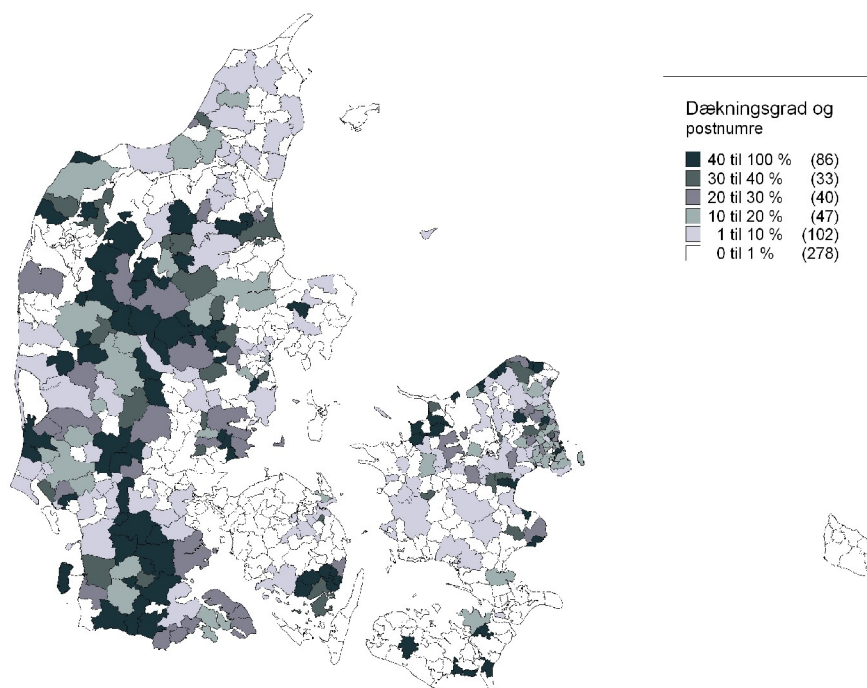 Dækningsgrad og
postnumre
40 til 100 % (86)
30 til 40 % (33)
20 til 30 % (40)
10 til 20 % (47)
1 til 10 % (102)
0 til 1 % (278)